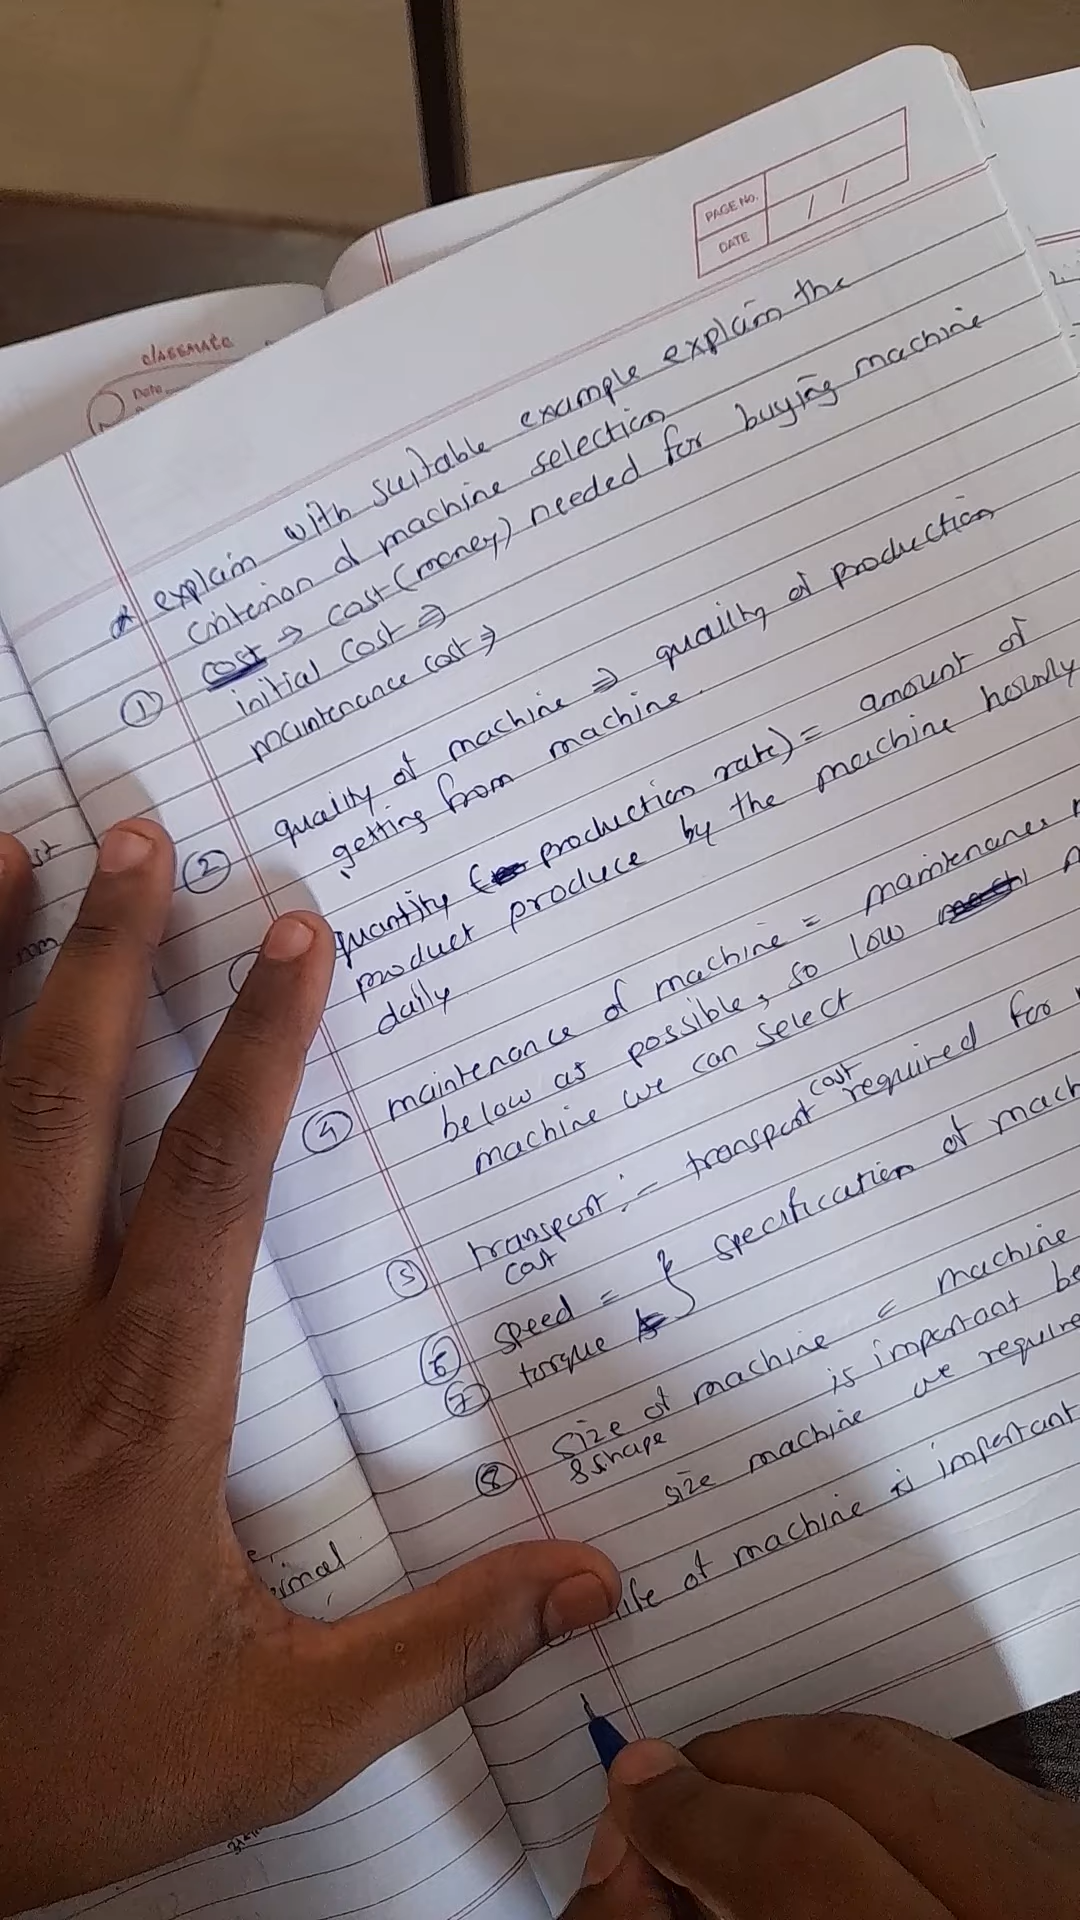 PAGE No.
DATE / /
classmate
Date
* explain with suitable example explain the
criterion of machine selection
① cost ⇒ cost (money) needed for buying machine
initial cost ⇒
maintenance cost ⇒
② quality of machine ⇒ quality of production
getting from machine.
quantity (production rate) = amount of
product produce by the machine hourly
daily
④ maintenance of machine = maintenance
below as possible, so low
machine we can select
⑤ transport :- transport cost required for
cost
⑥ speed = } specification of mach
⑦ torque
⑧ size of machine = machine
& shape is important be
size machine we require
life of machine is important
imal